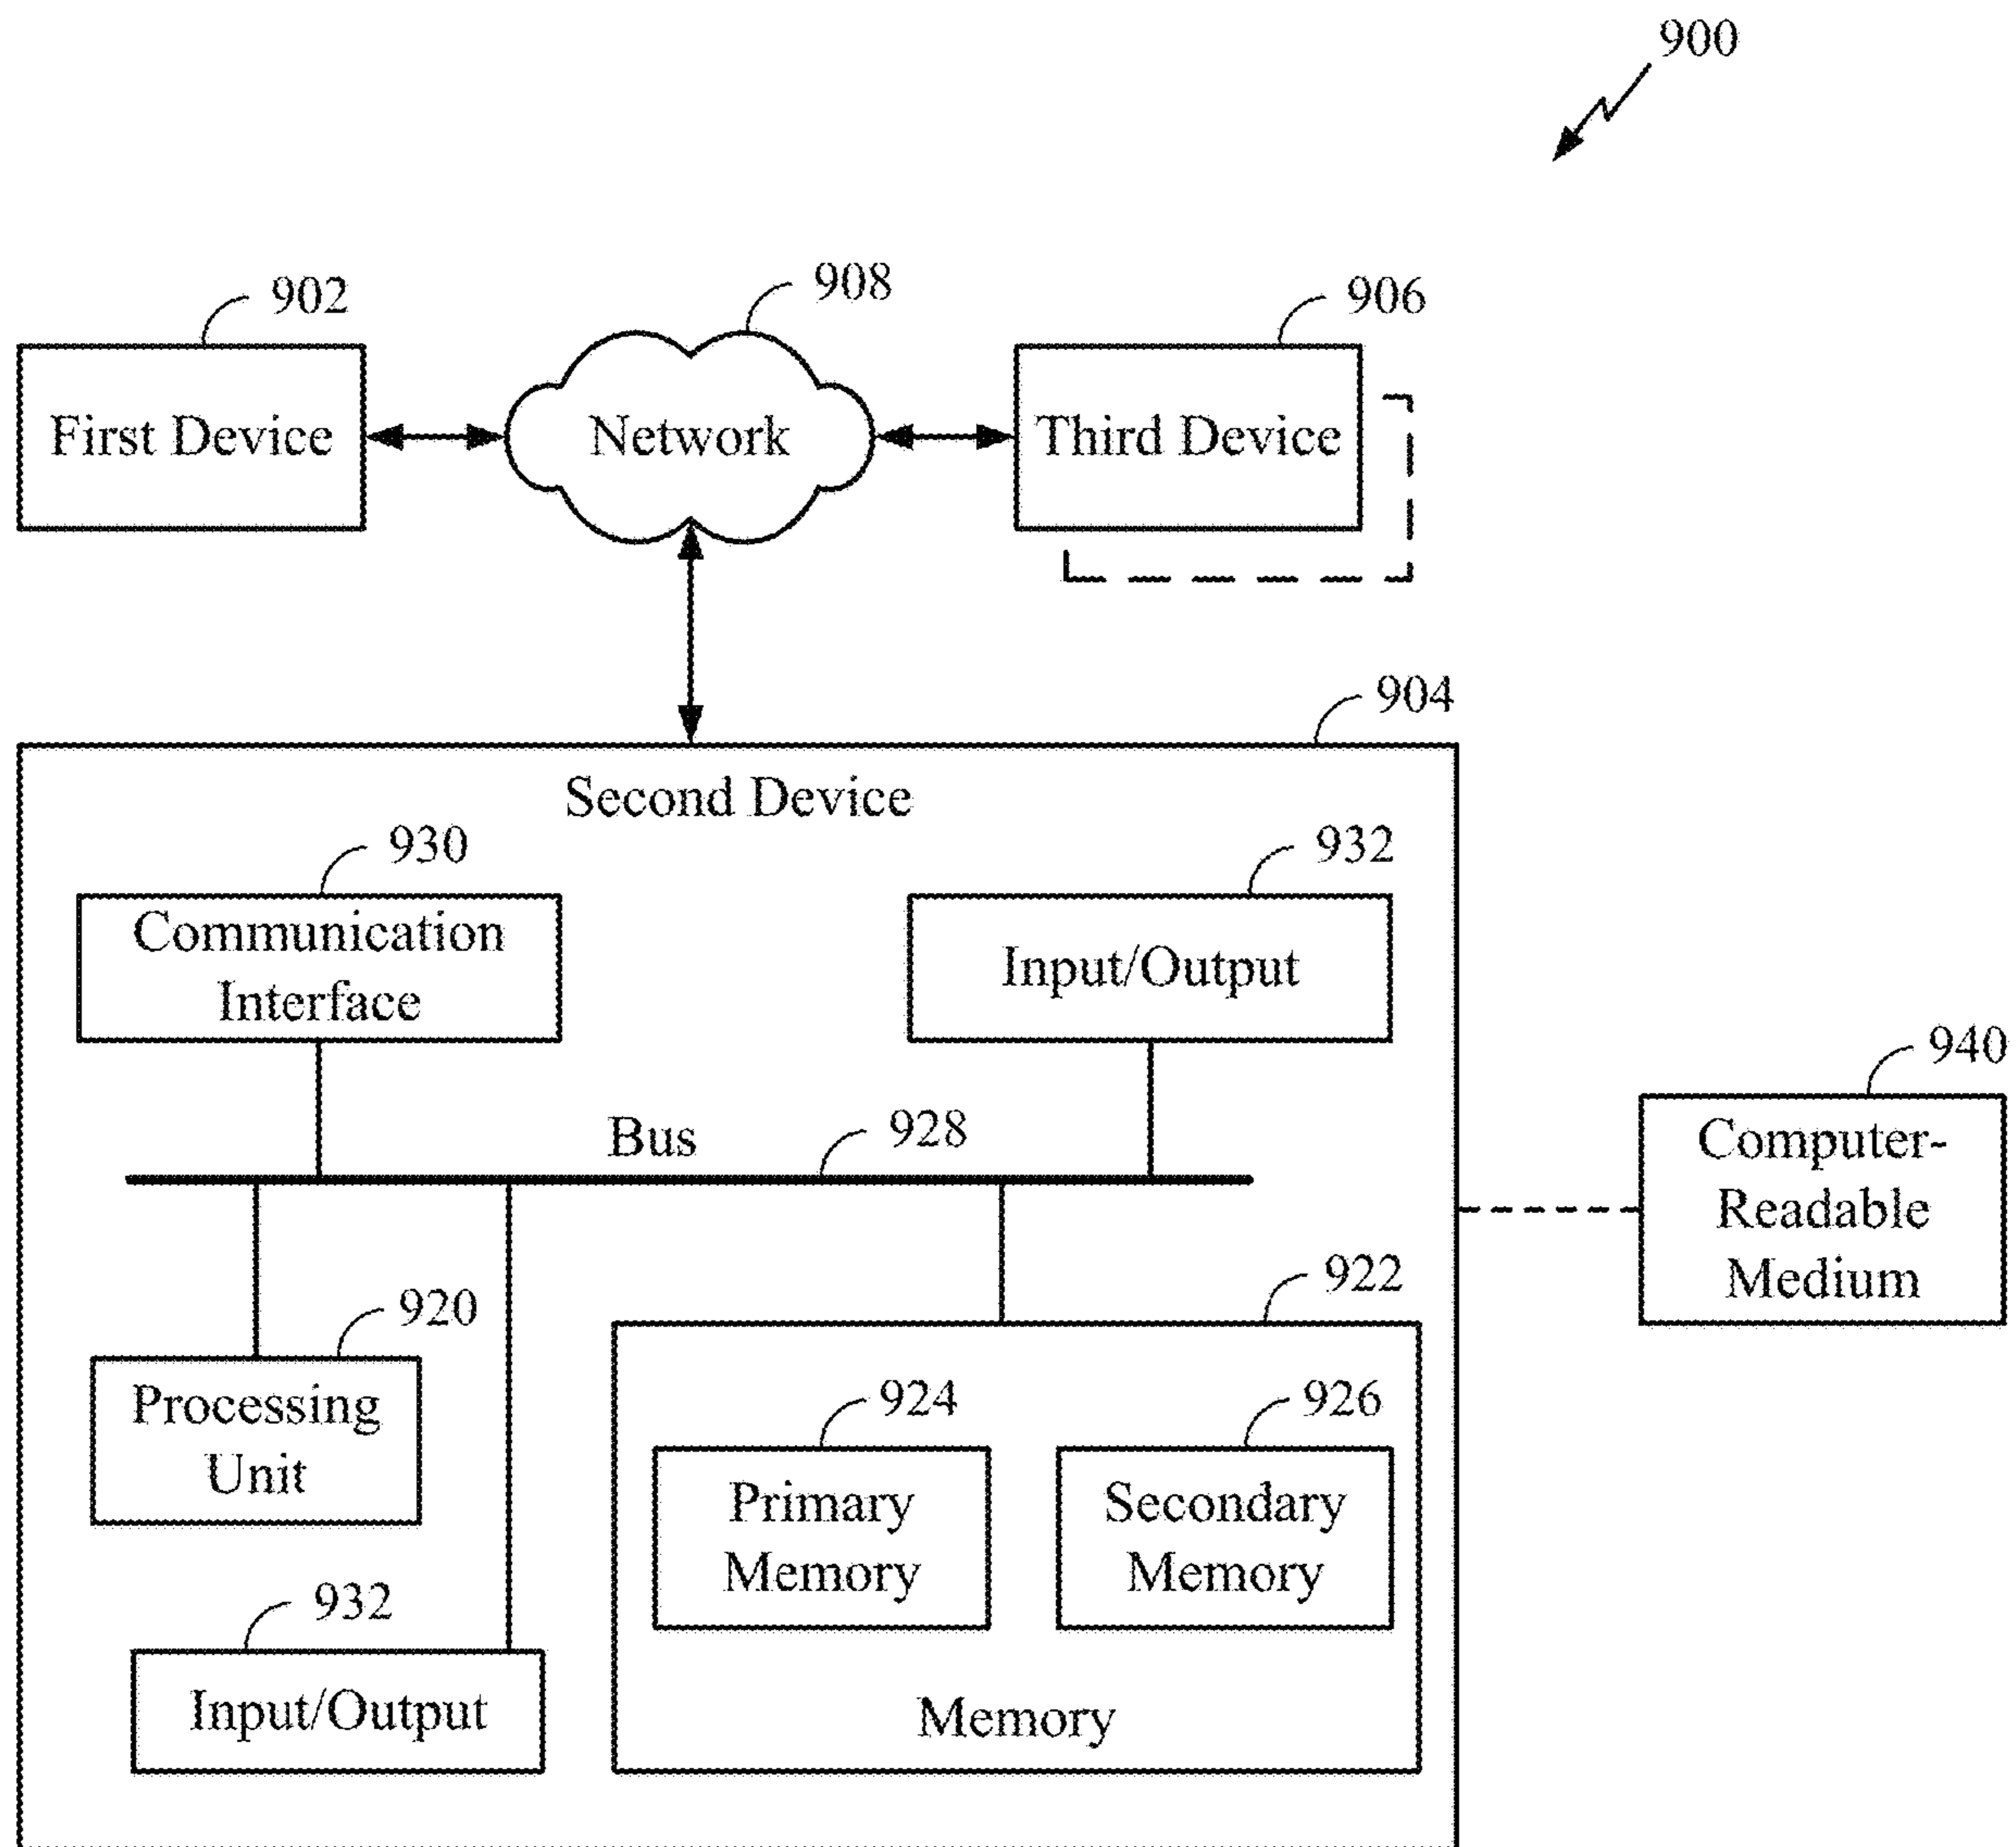 900
902
908
906
First Device
Network
Third Device
904
Second Device
930
932
Communication
Interface
Input/Output
940
Bus
928
Computer-
Readable
Medium
922
920
Processing
Unit
924
926
Primary
Memory
Secondary
Memory
932
Input/Output
Memory